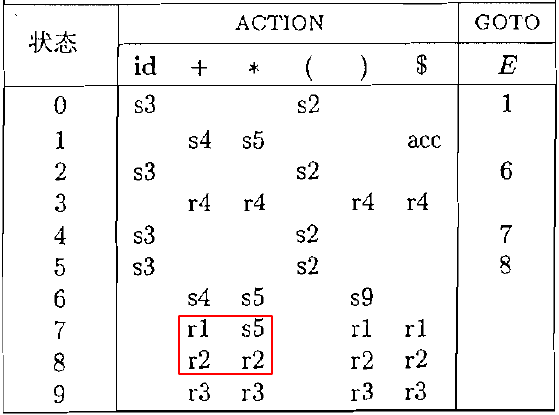 状态 ACTION GOTO
id + * ( ) $ E
0 s3 s2 1
1 s4 s5 acc
2 s3 s2 6
3 r4 r4 r4 r4
4 s3 s2 7
5 s3 s2 8
6 s4 s5 s9
7 r1 s5 r1 r1
8 r2 r2 r2 r2
9 r3 r3 r3 r3